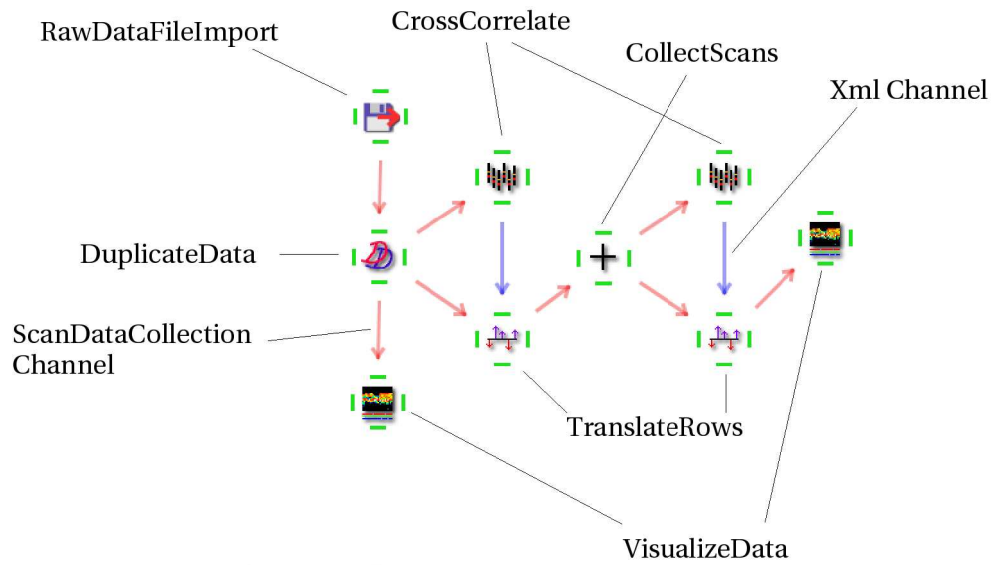 RawDataFileImport
CrossCorrelate
CollectScans
Xml Channel
DuplicateData
ScanDataCollection
Channel
TranslateRows
VisualizeData